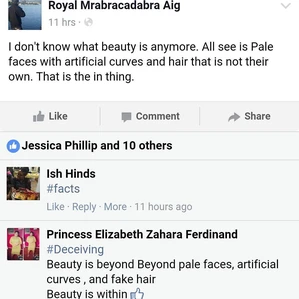 Royal Mrabracadabra Aig
11 hrs ·
I don't know what beauty is anymore. All see is Pale
faces with artificial curves and hair that is not their
own. That is the in thing.
Like Comment Share
Jessica Phillip and 10 others
Ish Hinds
#facts
Like · Reply · More · 11 hours ago
Princess Elizabeth Zahara Ferdinand
#Deceiving
Beauty is beyond Beyond pale faces, artificial
curves , and fake hair
Beauty is within